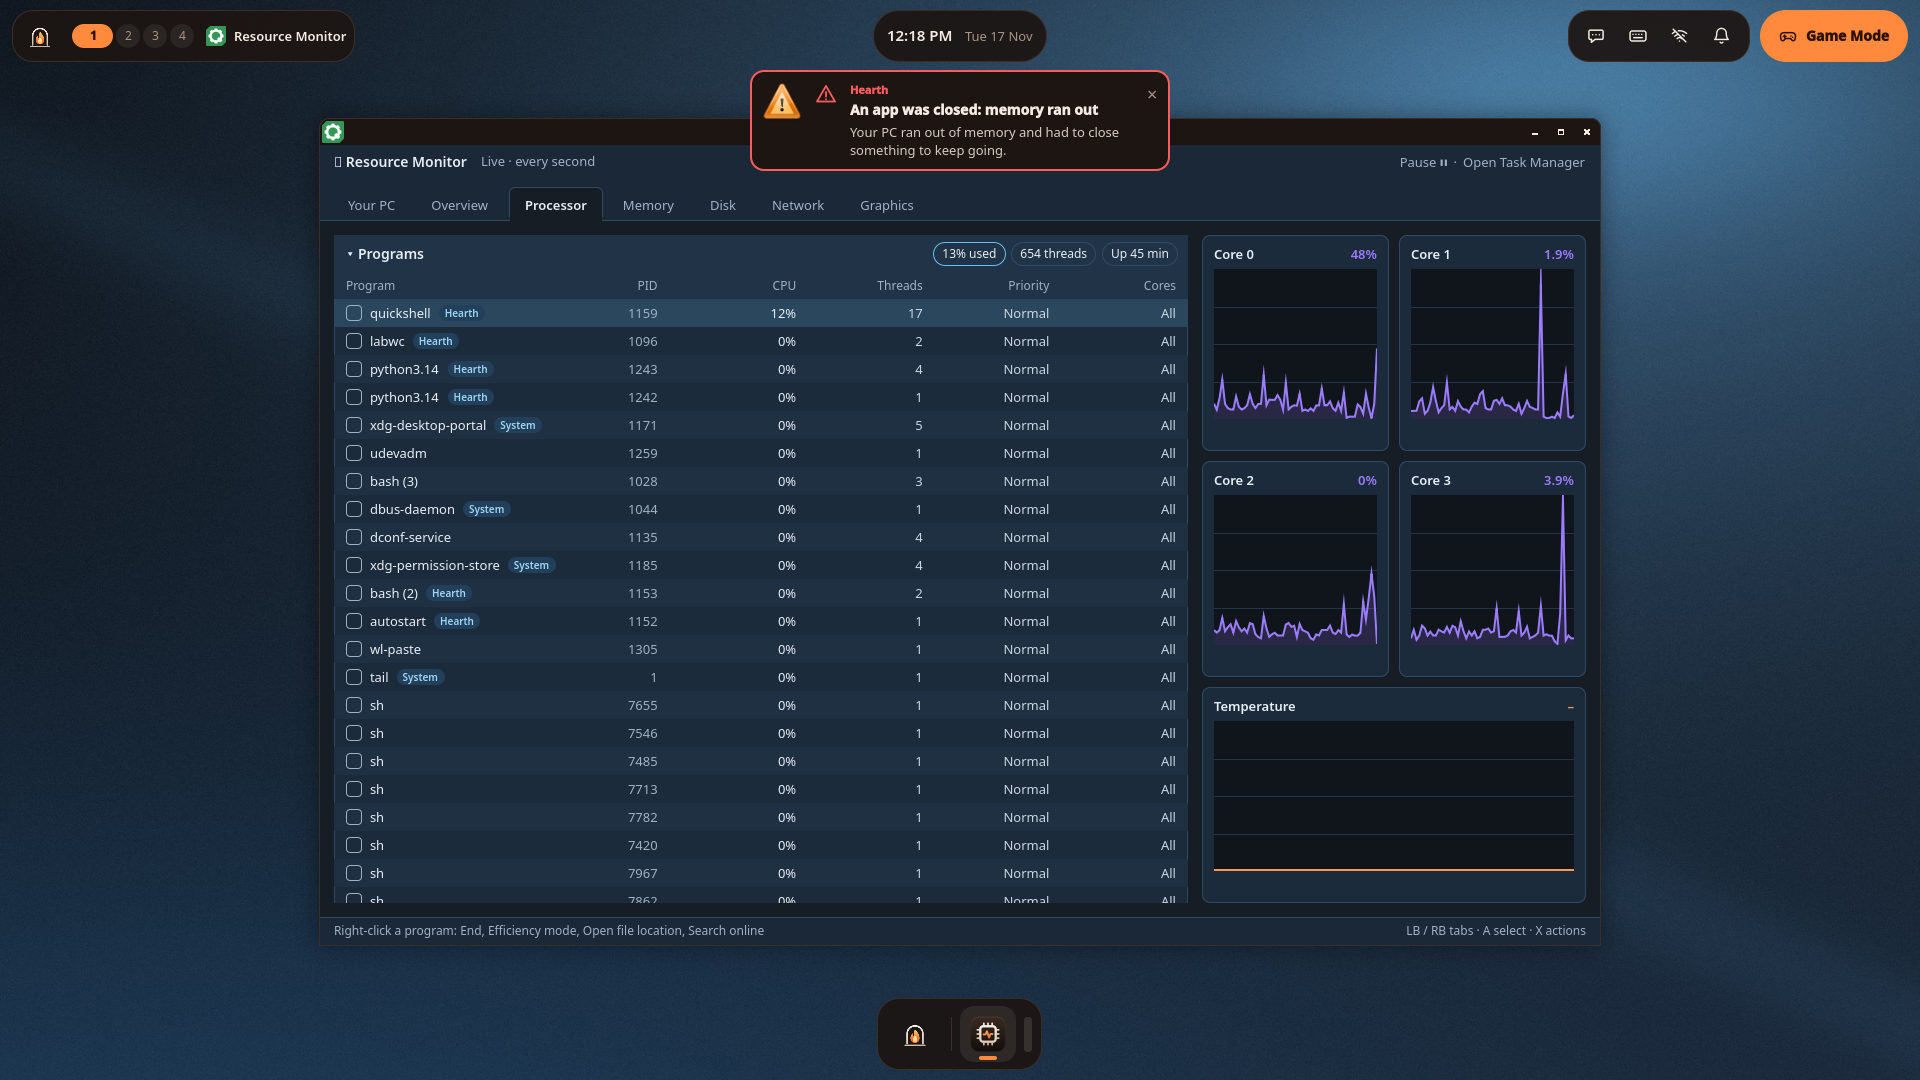 1 2 3 4 Resource Monitor
12:18 PM Tue 17 Nov
Game Mode
Hearth
An app was closed: memory ran out
Your PC ran out of memory and had to close
something to keep going.
Resource Monitor Live · every second
Pause · Open Task Manager
Your PC Overview Processor Memory Disk Network Graphics
Programs 13% used 654 threads Up 45 min
Program PID CPU Threads Priority Cores
quickshell Hearth 1159 12% 17 Normal All
labwc Hearth 1096 0% 2 Normal All
python3.14 Hearth 1243 0% 4 Normal All
python3.14 Hearth 1242 0% 1 Normal All
xdg-desktop-portal System 1171 0% 5 Normal All
udevadm 1259 0% 1 Normal All
bash (3) 1028 0% 3 Normal All
dbus-daemon System 1044 0% 1 Normal All
dconf-service 1135 0% 4 Normal All
xdg-permission-store System 1185 0% 4 Normal All
bash (2) Hearth 1153 0% 2 Normal All
autostart Hearth 1152 0% 1 Normal All
wl-paste 1305 0% 1 Normal All
tail System 1 0% 1 Normal All
sh 7655 0% 1 Normal All
sh 7546 0% 1 Normal All
sh 7485 0% 1 Normal All
sh 7713 0% 1 Normal All
sh 7782 0% 1 Normal All
sh 7420 0% 1 Normal All
sh 7967 0% 1 Normal All
sh 7862 0% 1 Normal All
Core 0 48%
Core 1 1.9%
Core 2 0%
Core 3 3.9%
Temperature –
Right-click a program: End, Efficiency mode, Open file location, Search online
LB / RB tabs · A select · X actions